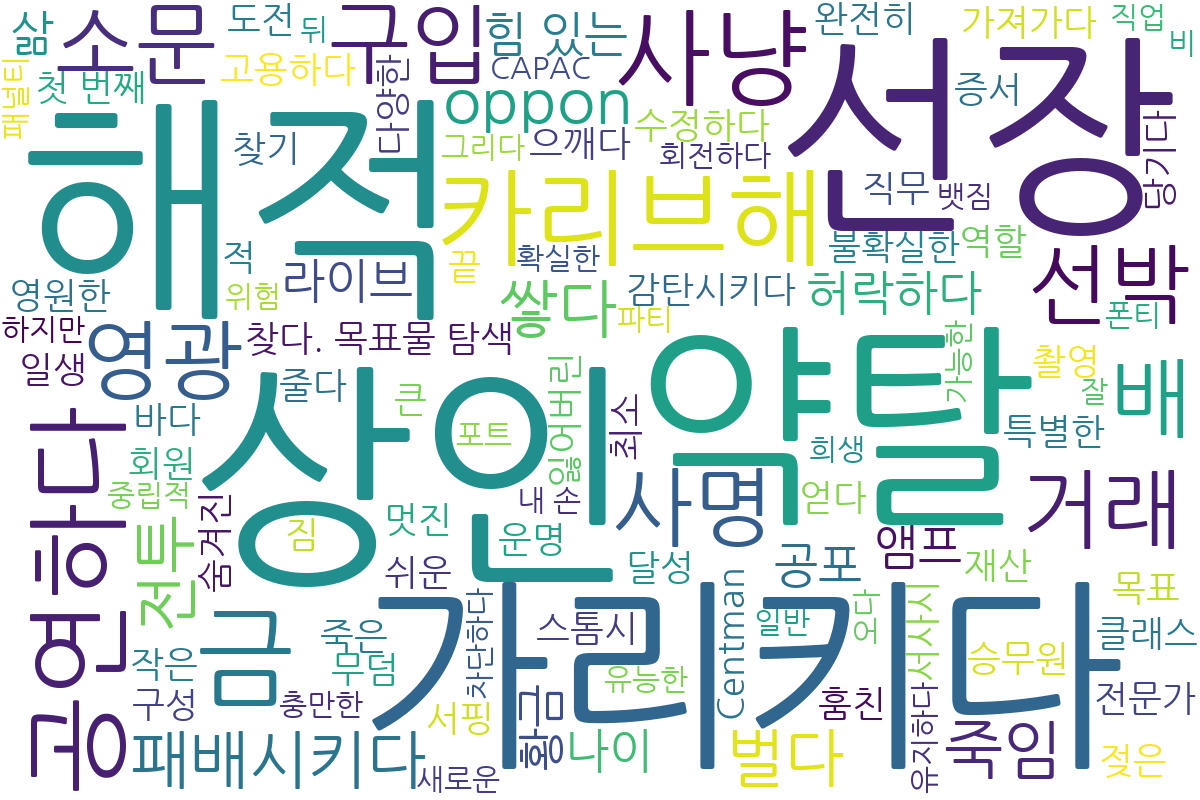 삶
소문
도전
뒤
구입
힘 있는
사냥
완전히
가져가다
직업
비
패널티
첫 번째
고용하다
다양한
CAPAC
oppon
선장
증서
해적
찾기
그리다
으깨다
수정하다
회전하다
카리브해
직무
뱃짐
담기다
적
라이브
끝
확실한
불확실한
역할
선박
영원한
위험
쌓다
감탄시키다
허락하다
하지만
영광
찾다. 목표물 탐색
파티
폰티
일생
상인
약탈
가능한
촬영
잘
배
줄다
큰
잃어버린
최소
바다
포트
특별한
공연하다
회원
희생
중립적
숨겨진
내 손
사명
얻다
거래
전투
짐
멋진
운명
앰프
쉬운
달성
공포
재산
목표
금
가리키다
Centman
일반
오다
서사시
죽은
차단하다
스톰시
클래스
작은
무덤
유능한
승무원
구성
충만한
서핑
황금
훔친
유지하다
전문가
패배시키다
새로운
나이
벌다
죽임
젖은